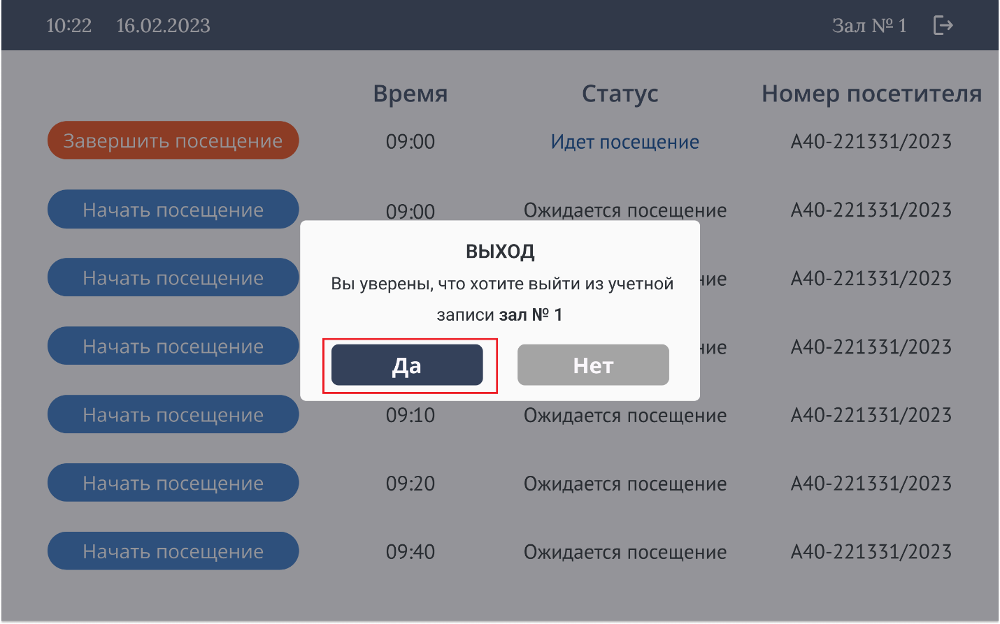 10:22 16.02.2023 Зал № 1
Время Статус Номер посетителя
Завершить посещение 09:00 Идет посещение А40-221331/2023
Начать посещение 09:00 Ожидается посещение А40-221331/2023
ВЫХОД
Начать посещение ние А40-221331/2023
Вы уверены, что хотите выйти из учетной
записи зал № 1
Начать посещение ние А40-221331/2023
Да Нет
Начать посещение 09:10 Ожидается посещение А40-221331/2023
Начать посещение 09:20 Ожидается посещение А40-221331/2023
Начать посещение 09:40 Ожидается посещение А40-221331/2023